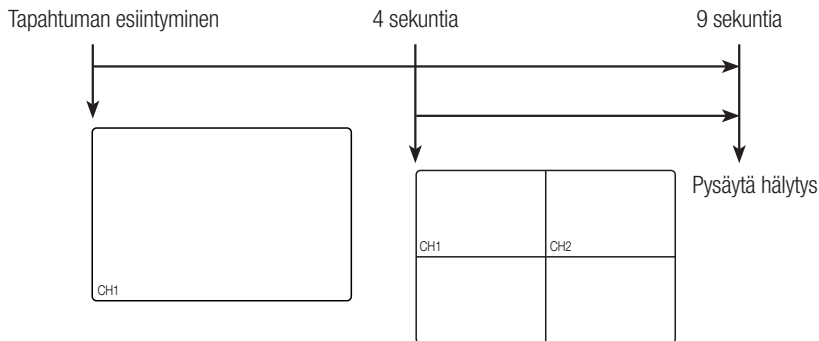 Tapahtuman esiintyminen
4 sekuntia
9 sekuntia
Pysäytä hälytys
CH1
CH1
CH2